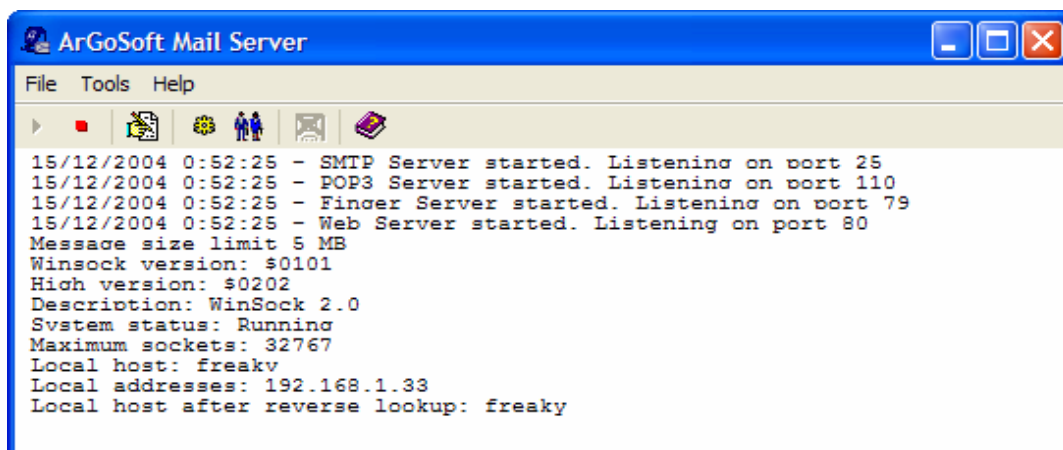 ArGoSoft Mail Server
File Tools Help
15/12/2004 0:52:25 - SMTP Server started. Listening on port 25
15/12/2004 0:52:25 - POP3 Server started. Listening on port 110
15/12/2004 0:52:25 - Finger Server started. Listening on port 79
15/12/2004 0:52:25 - Web Server started. Listening on port 80
Message size limit 5 MB
Winsock version: $0101
High version: $0202
Description: WinSock 2.0
System status: Running
Maximum sockets: 32767
Local host: freaky
Local addresses: 192.168.1.33
Local host after reverse lookup: freaky